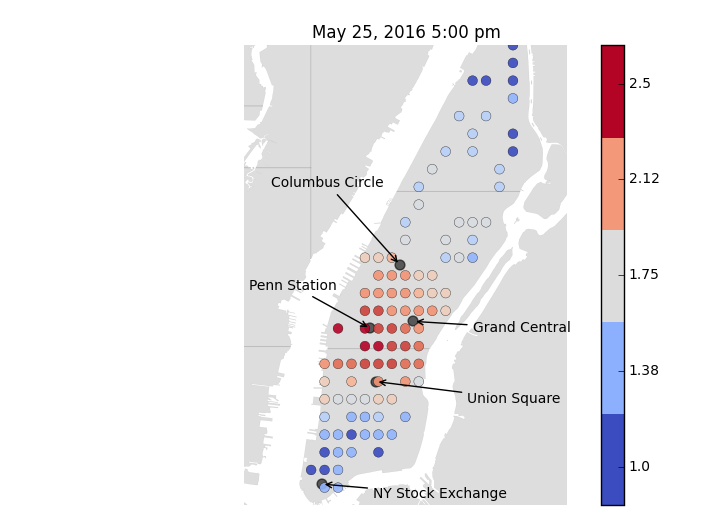 May 25, 2016 5:00 pm
2.5
2.12
Columbus Circle
1.75
Penn Station
Grand Central
1.38
Union Square
1.0
NY Stock Exchange